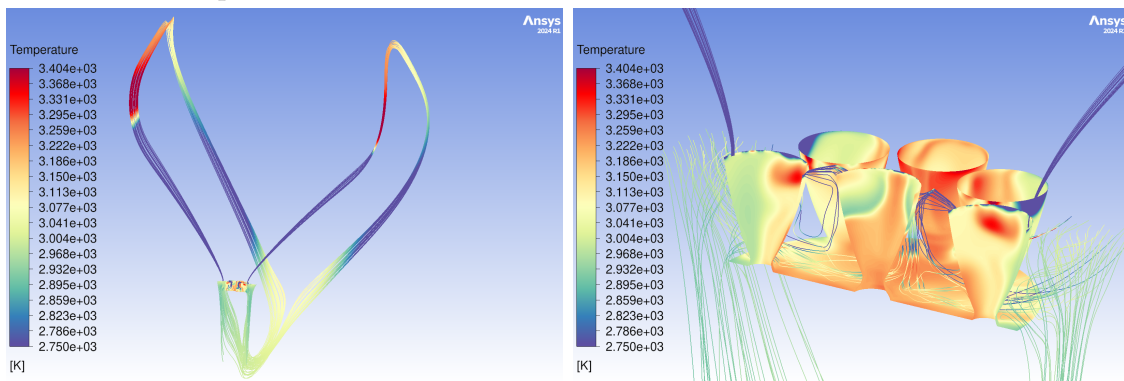 Ansys
2024 R1
Temperature
3.404e+03
3.368e+03
3.331e+03
3.295e+03
3.259e+03
3.222e+03
3.186e+03
3.150e+03
3.113e+03
3.077e+03
3.041e+03
3.004e+03
2.968e+03
2.932e+03
2.895e+03
2.859e+03
2.823e+03
2.786e+03
2.750e+03
[K]
Ansys
2024 R1
Temperature
3.404e+03
3.368e+03
3.331e+03
3.295e+03
3.259e+03
3.222e+03
3.186e+03
3.150e+03
3.113e+03
3.077e+03
3.041e+03
3.004e+03
2.968e+03
2.932e+03
2.895e+03
2.859e+03
2.823e+03
2.786e+03
2.750e+03
[K]